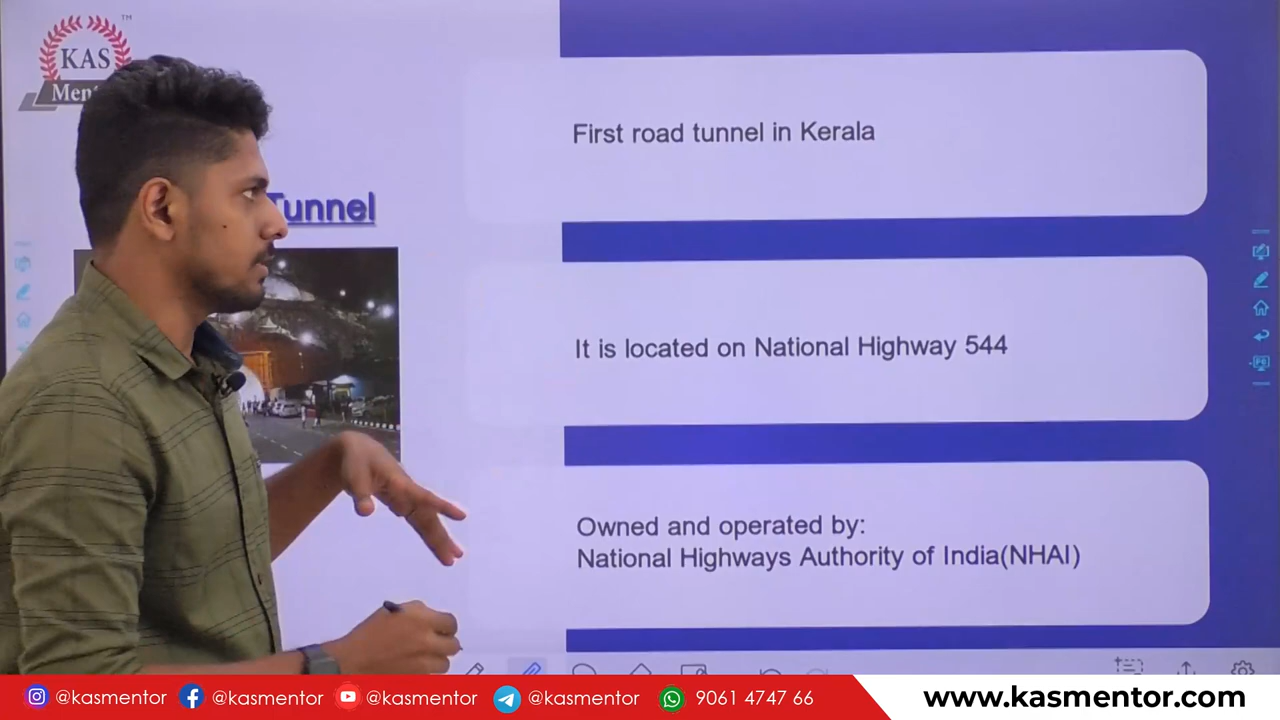 ™
KAS
Tunnel
First road tunnel in Kerala
It is located on National Highway 544
Owned and operated by:
National Highways Authority of India(NHAI)
@kasmentor @kasmentor @kasmentor @kasmentor 9061 4747 66 www.kasmentor.com